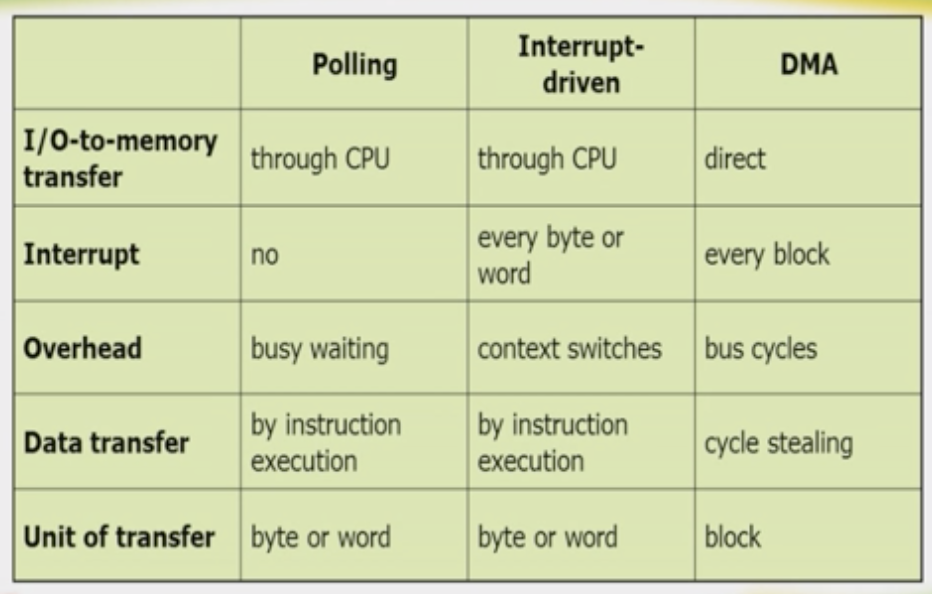 Polling
Interrupt-
driven
DMA
I/O-to-memory
transfer
through CPU
through CPU
direct
Interrupt
no
every byte or
word
every block
Overhead
busy waiting
context switches
bus cycles
Data transfer
by instruction
execution
by instruction
execution
cycle stealing
Unit of transfer
byte or word
byte or word
block